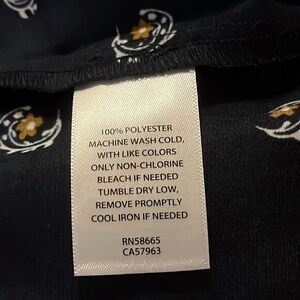 100% POLYESTER
MACHINE WASH COLD,
WITH LIKE COLORS
ONLY NON-CHLORINE
BLEACH IF NEEDED
TUMBLE DRY LOW,
REMOVE PROMPTLY
COOL IRON IF NEEDED
RN58665
CA57963